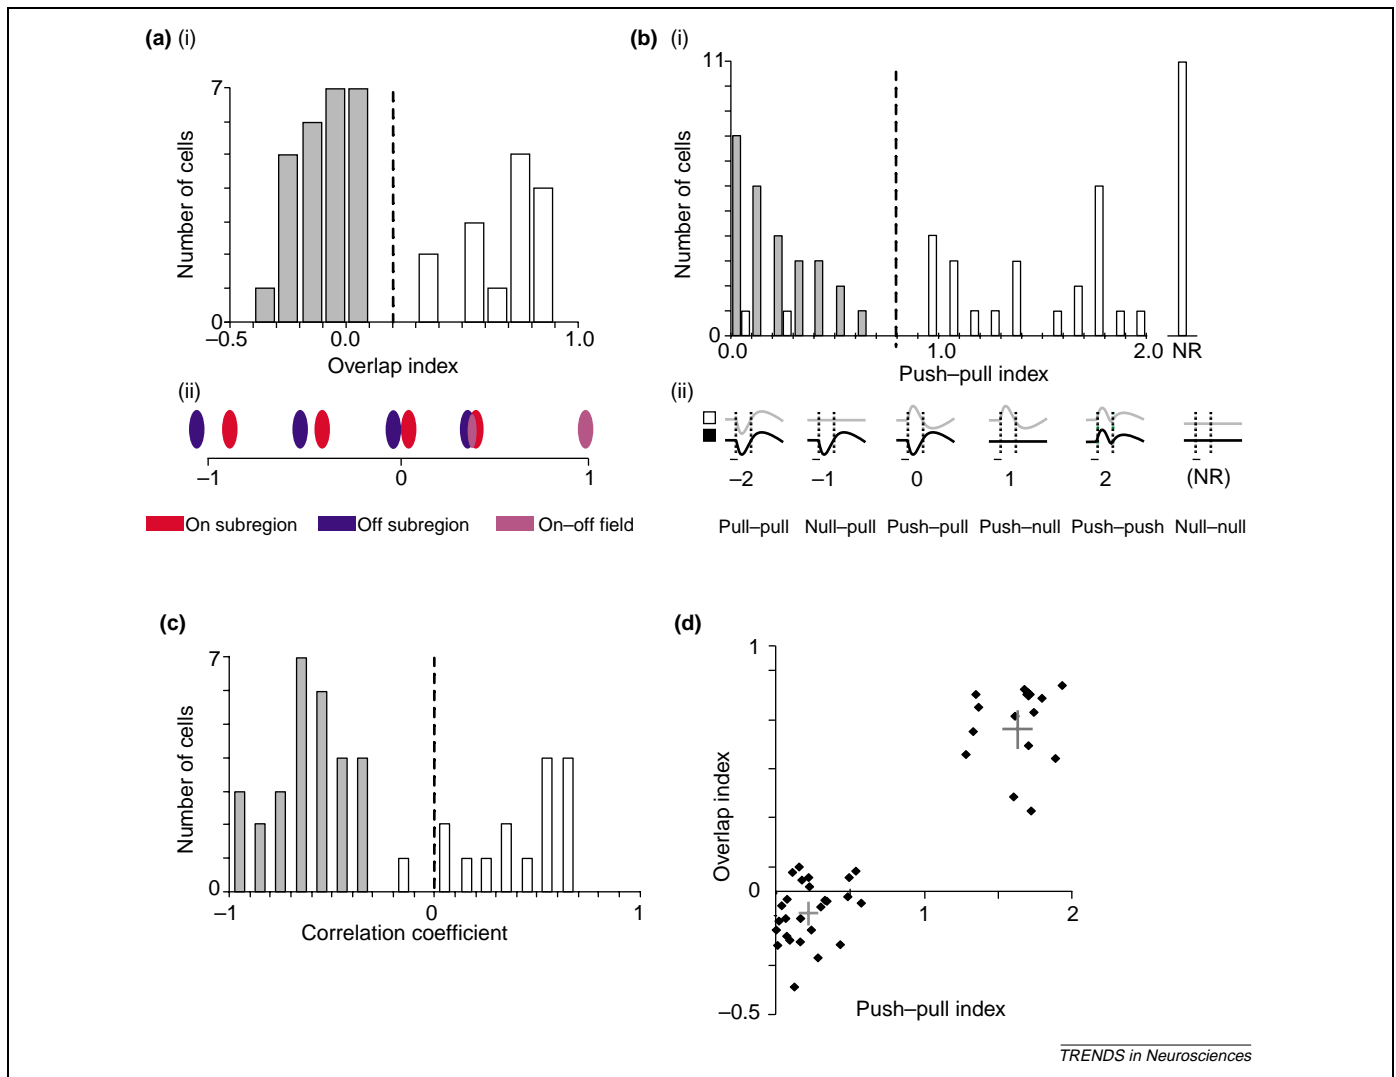 (a) (i)
7
0
Number of cells
–0.5
0.0
1.0
Overlap index
(ii)
–1
0
1
On subregion
Off subregion
On–off field
(b) (i)
11
0
Number of cells
0.0
1.0
2.0
NR
Push–pull index
(ii)
–2
–1
0
1
2
(NR)
Pull–pull
Null–pull
Push–pull
Push–null
Push–push
Null–null
(c)
7
0
Number of cells
–1
0
1
Correlation coefficient
(d)
1
0
–0.5
Overlap index
1
2
Push–pull index
TRENDS in Neurosciences